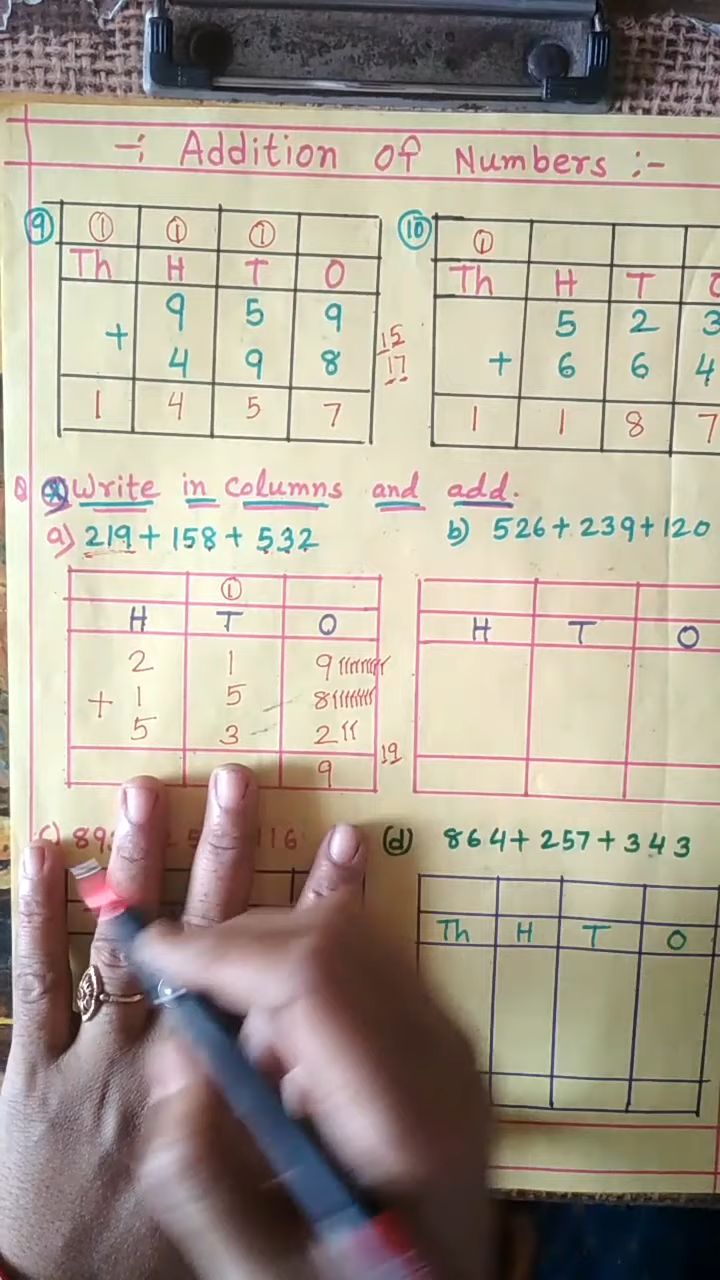 -: Addition of Numbers :-
9 ① ① ①
Th H T O
9 5 9
+ 4 9 8
15
17
1 4 5 7
10 ①
Th H T
5 2 3
+ 6 6 4
1 1 8 7
Write in columns and add.
a) 219 + 158 + 532
①
H T O
2 1 9
+ 1 5 8
5 3 2
19
9
b) 526 + 239 + 120
H T O
c) 116
(d) 864 + 257 + 343
Th H T O